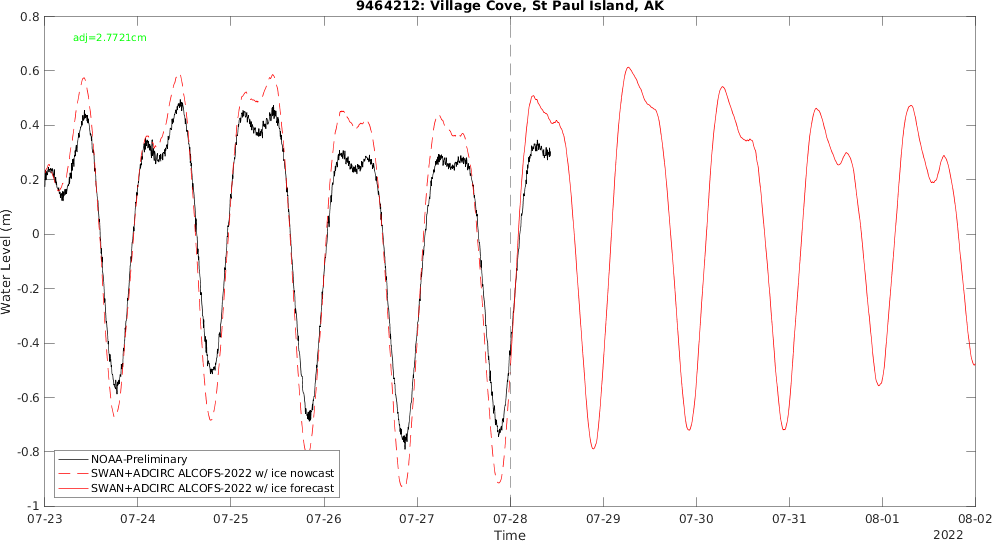 9464212: Village Cove, St Paul Island, AK
adj=2.7721cm
0.8
0.6
0.4
0.2
0
-0.2
-0.4
-0.6
-0.8
-1
Water Level (m)
NOAA-Preliminary
SWAN+ADCIRC ALCOFS-2022 w/ ice nowcast
SWAN+ADCIRC ALCOFS-2022 w/ ice forecast
07-23 07-24 07-25 07-26 07-27 07-28 07-29 07-30 07-31 08-01 08-02
Time
2022